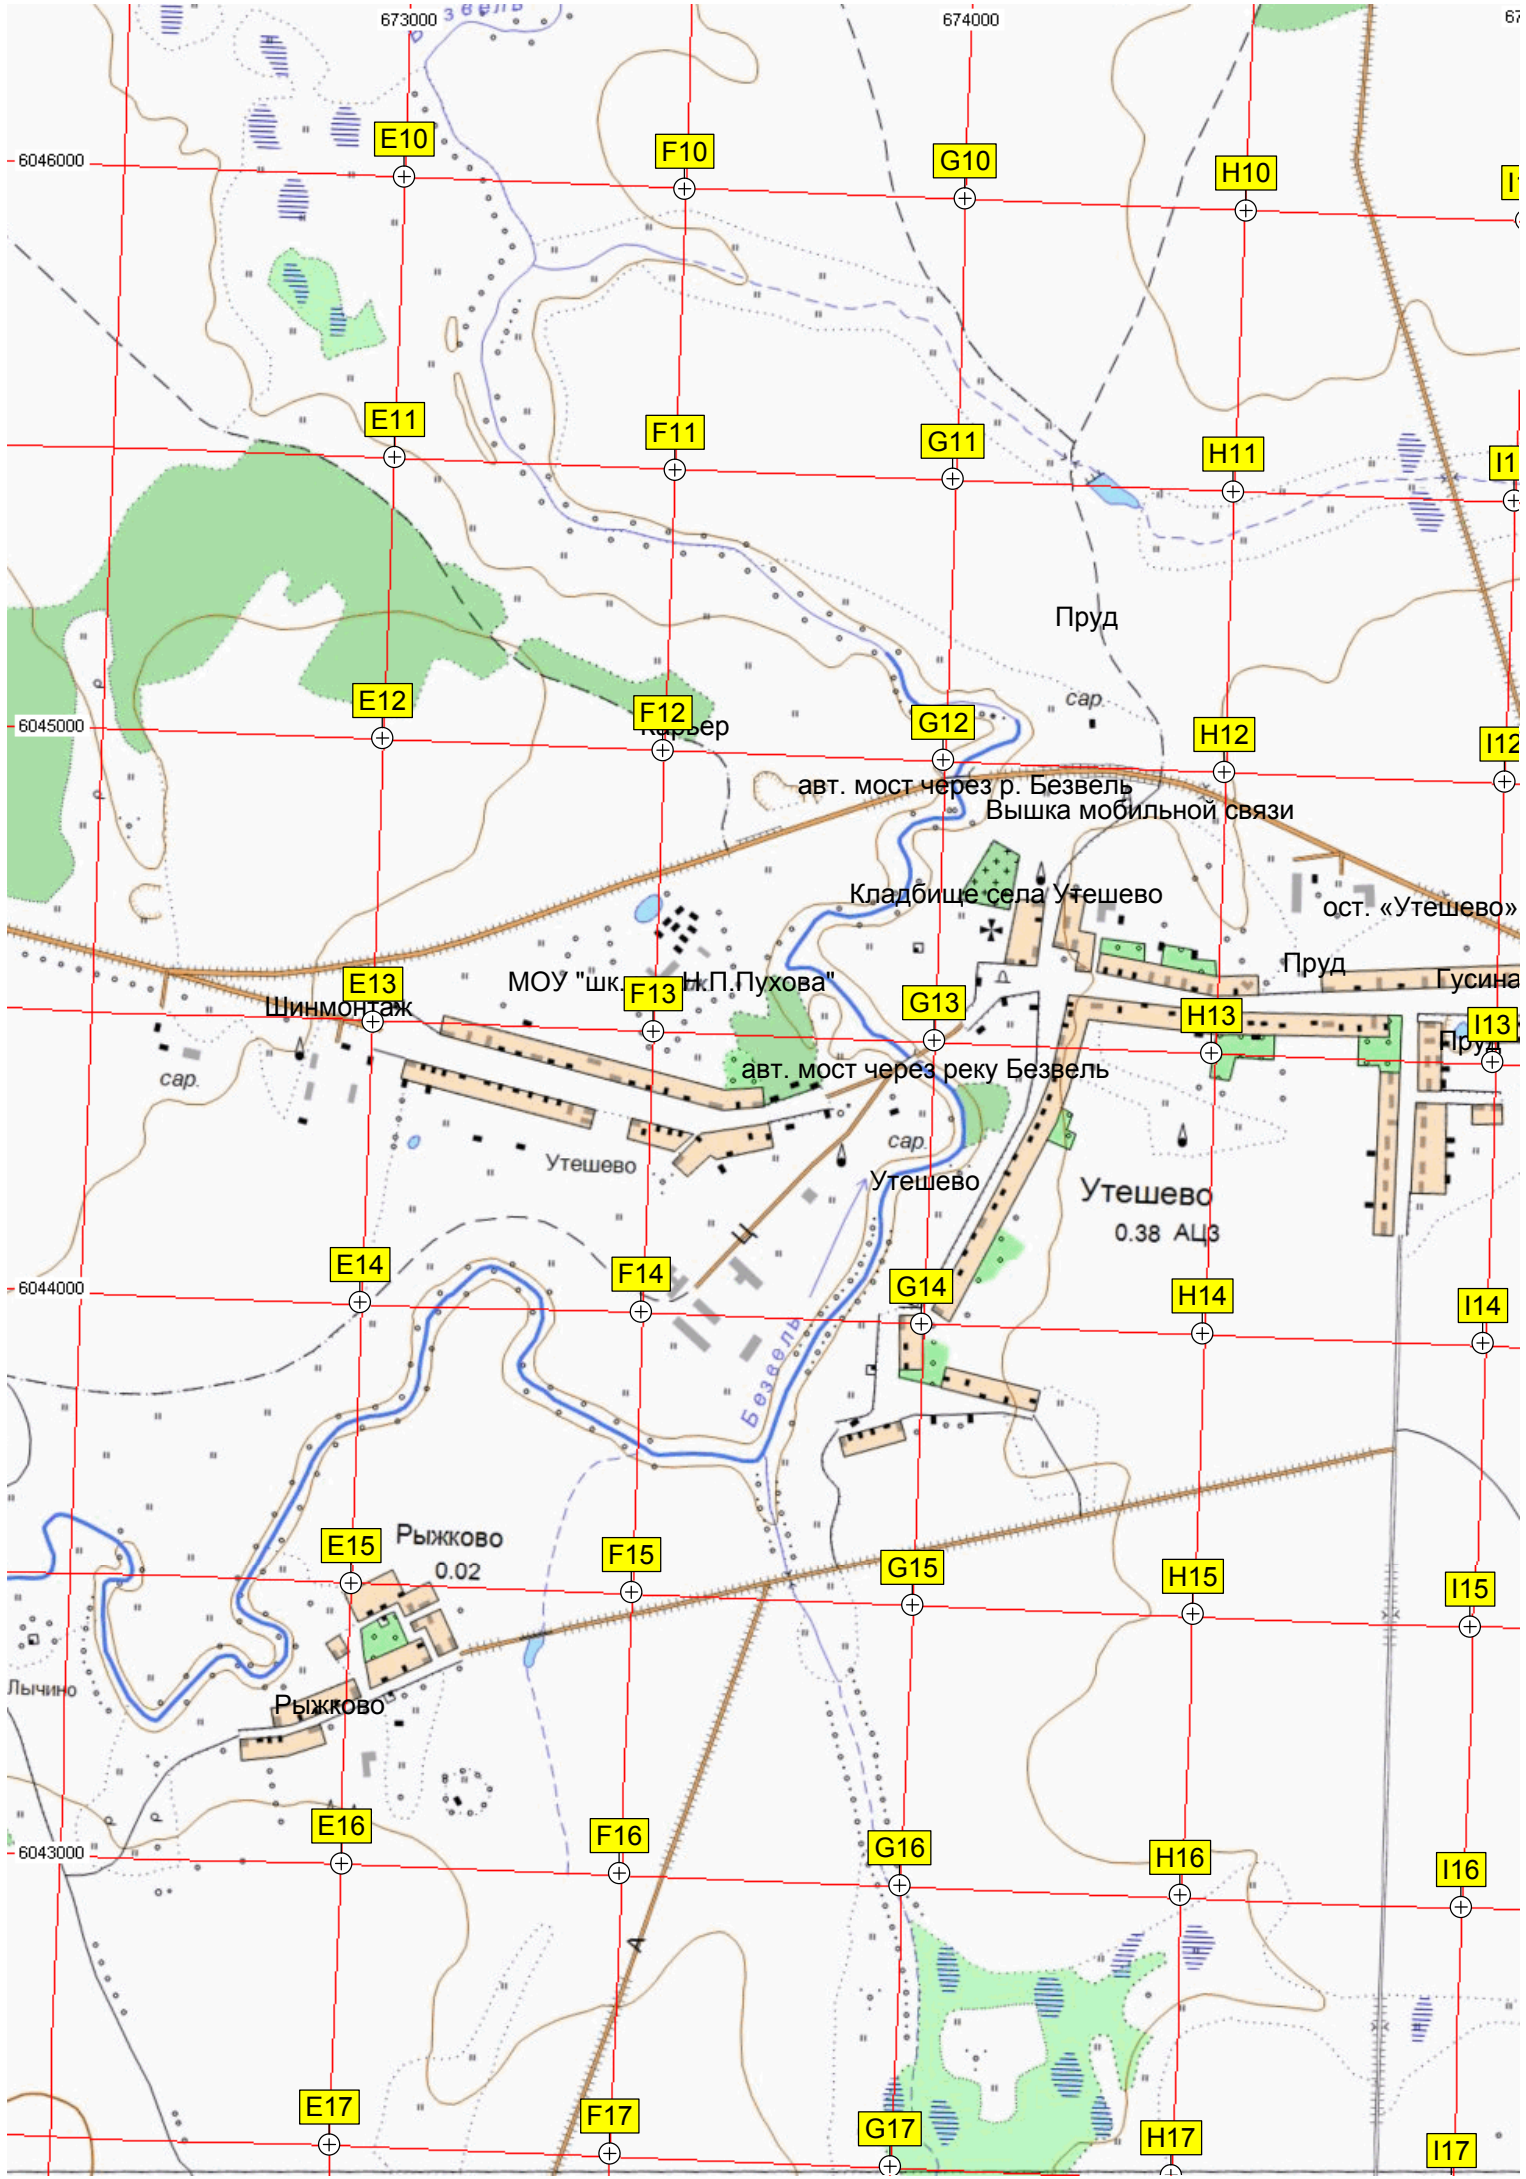 673000
звель
674000
E10
F10
G10
H10
6046000
E11
F11
G11
H11
Пруд
E12
F12
сар.
G12
H12
I12
6045000
карьер
авт. мост через р. Безвель
Вышка мобильной связи
Кладбище села Утешево
ост. «Утешево»
Пруд
E13
МОУ "шк. Н.П.Пухова"
F13
Гусина
G13
H13
I13
Шинмонтаж
Пруд
авт. мост через реку Безвель
сар.
сар.
Утешево
Утешево
Утешево
0.38 АЦЗ
E14
F14
G14
H14
I14
6044000
Безвель
Рыжково
0.02
E15
F15
G15
H15
I15
Лычино
Рыжково
E16
F16
G16
H16
I16
6043000
А
E17
F17
G17
H17
I17